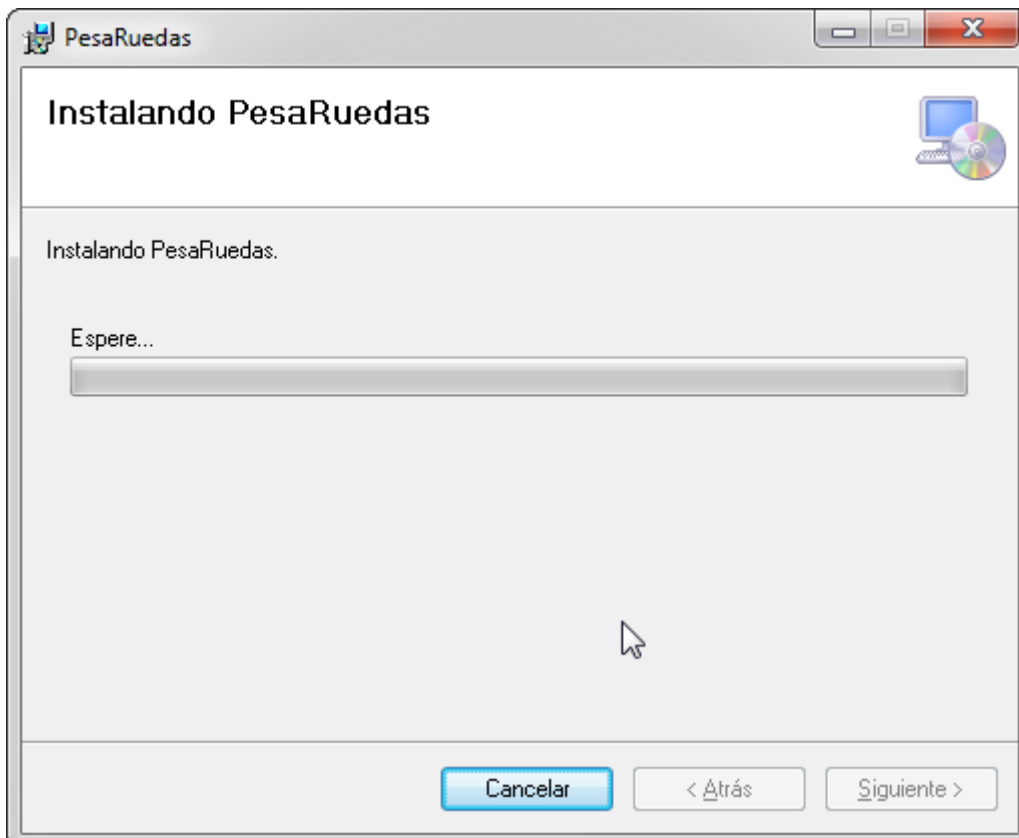 PesaRuedas
Instalando PesaRuedas
Instalando PesaRuedas.
Espere...
Cancelar
< Atrás
Siguiente >